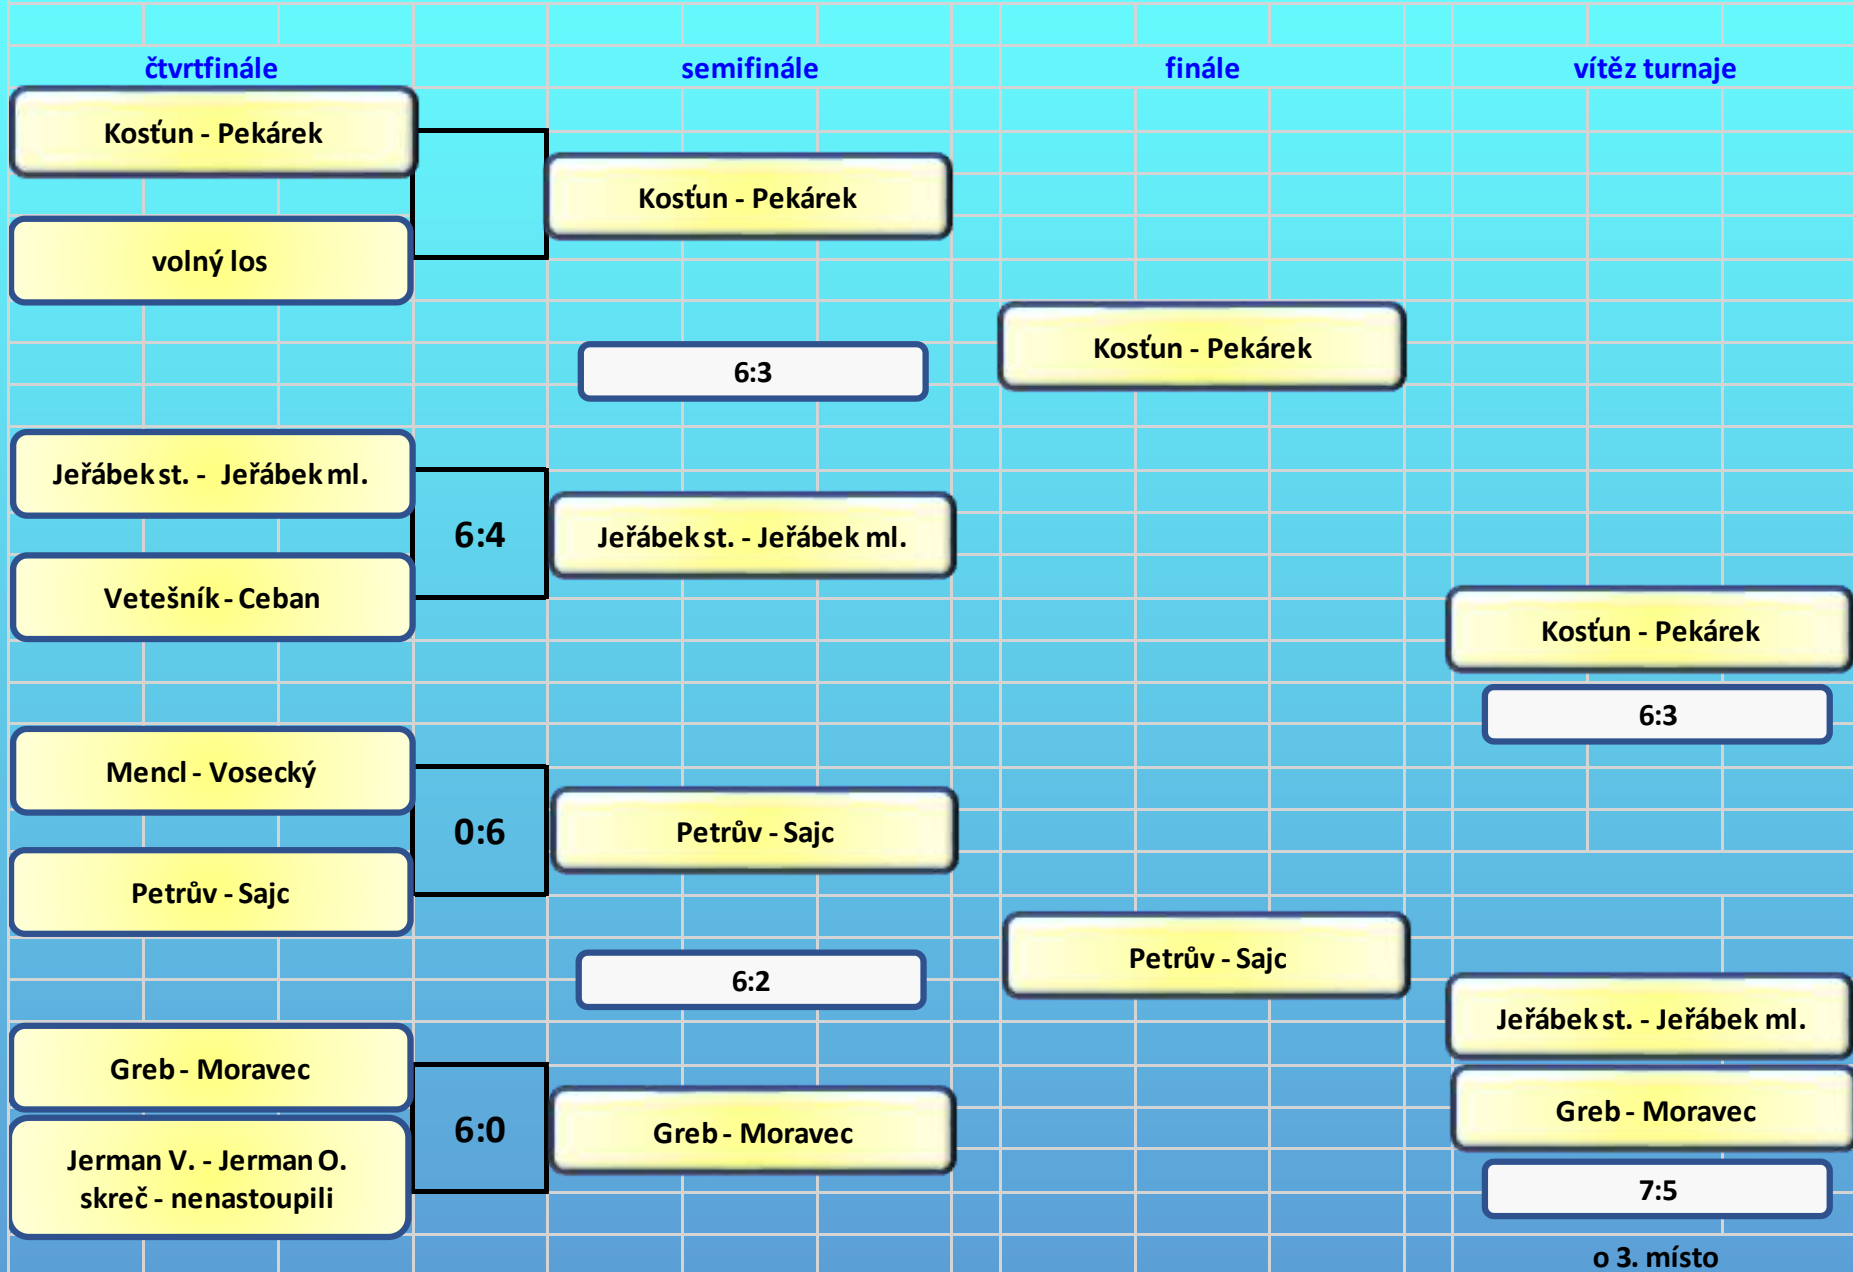 čtvrtfinále
semifinále
finále
vítěz turnaje
Kosťun - Pekárek
volný los
Kosťun - Pekárek
6:3
Kosťun - Pekárek
Jeřábek st. - Jeřábek ml.
6:4
Vetešník - Ceban
Jeřábek st. - Jeřábek ml.
Kosťun - Pekárek
6:3
Mencl - Vosecký
0:6
Petrův - Sajc
Petrův - Sajc
6:2
Petrův - Sajc
Greb - Moravec
6:0
Jerman V. - Jerman O.
skreč - nenastoupili
Greb - Moravec
Jeřábek st. - Jeřábek ml.
Greb - Moravec
7:5
o 3. místo